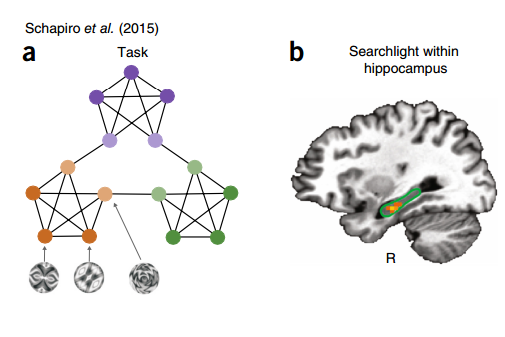 Schapiro et al. (2015)
a
Task
b
Searchlight within
hippocampus
R